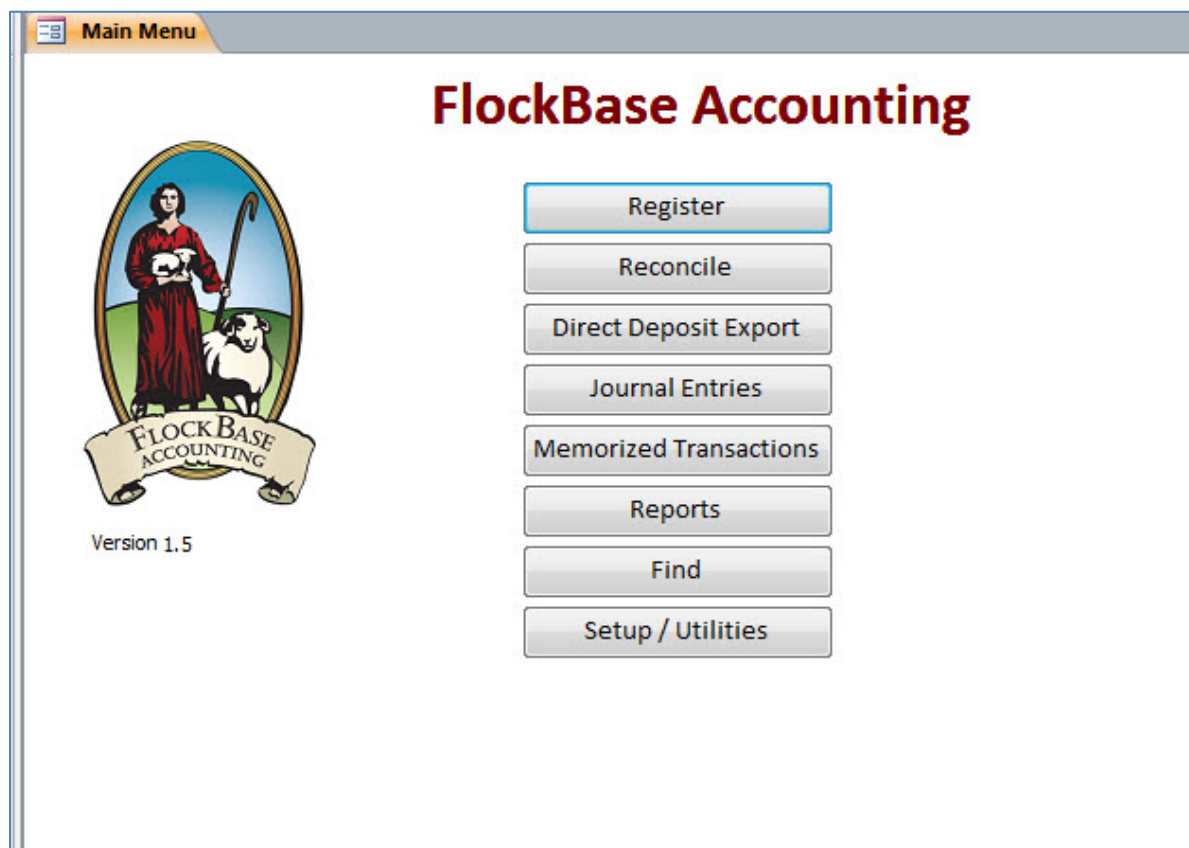 Main Menu
FlockBase Accounting
Register
Reconcile
Direct Deposit Export
Journal Entries
Memorized Transactions
Reports
Find
Setup / Utilities
FLOCKBASE
ACCOUNTING
Version 1.5